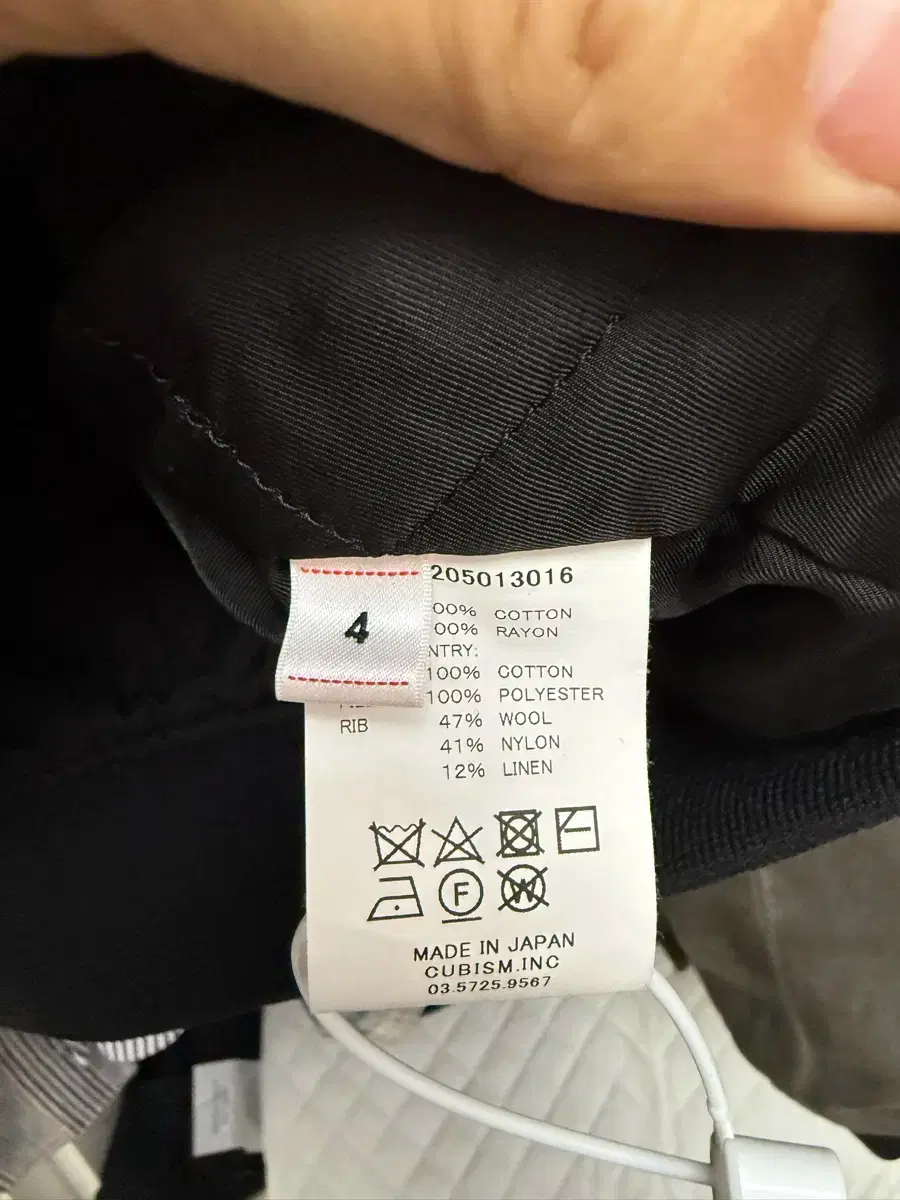 205013016
4
00% COTTON
00% RAYON
NTRY:
100% COTTON
100% POLYESTER
RIB 47% WOOL
41% NYLON
12% LINEN
F
W
MADE IN JAPAN
CUBISM.INC
03.5725.9567